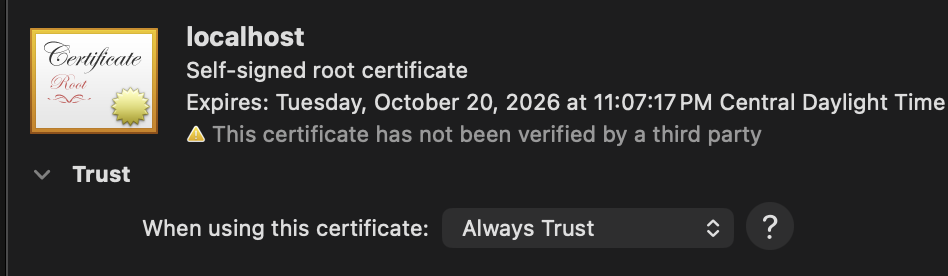 Certificate
Root
localhost
Self-signed root certificate
Expires: Tuesday, October 20, 2026 at 11:07:17 PM Central Daylight Time
This certificate has not been verified by a third party
Trust
When using this certificate: Always Trust ?